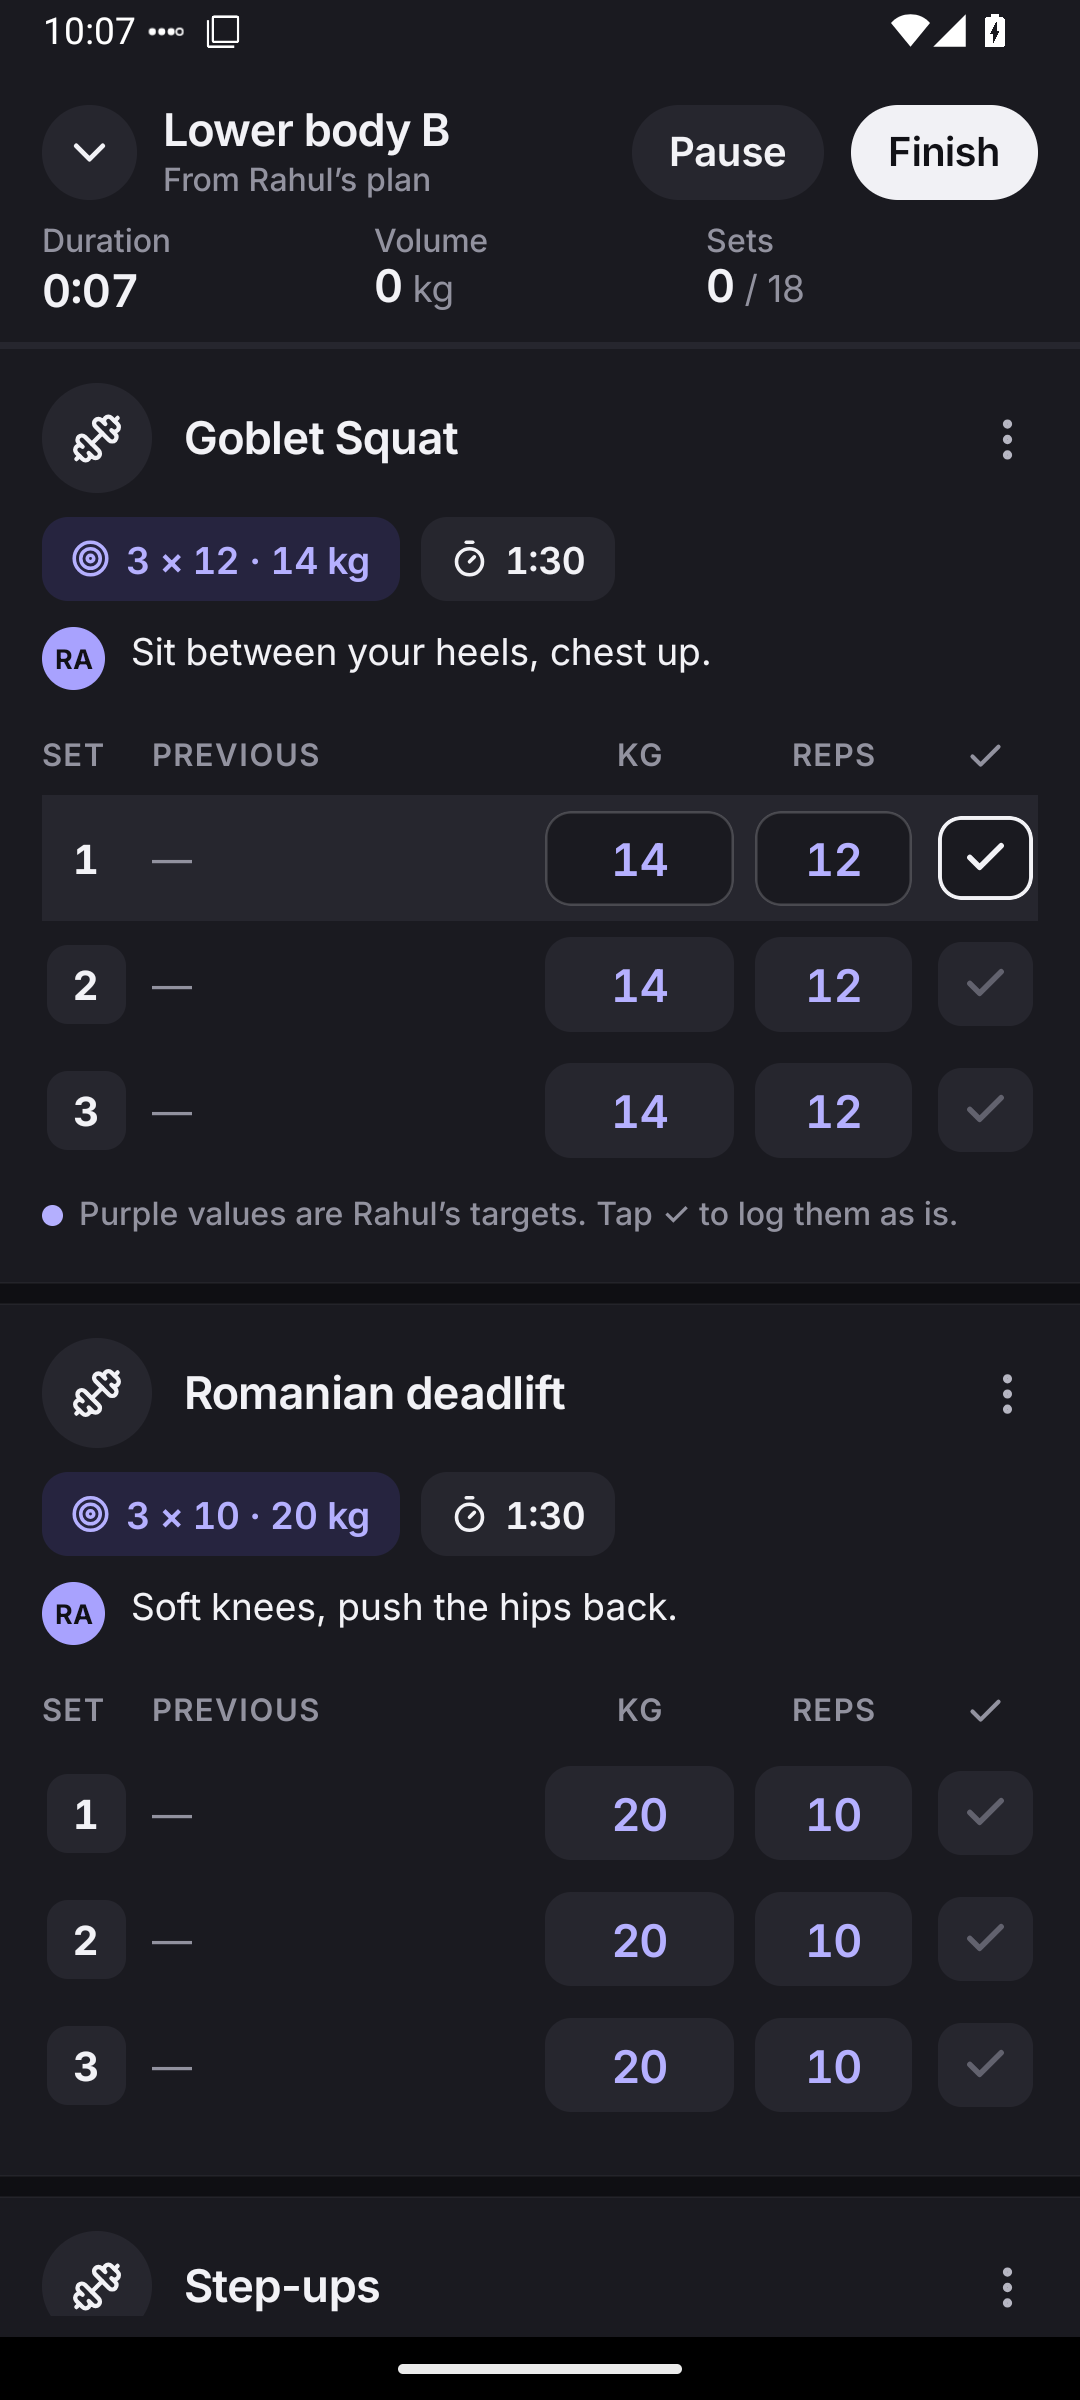 10:07
Lower body B
From Rahul's plan
Pause
Finish
Duration
Volume
Sets
0:07
0 kg
0 / 18
Goblet Squat
3 × 12 · 14 kg
1:30
RA
Sit between your heels, chest up.
SET PREVIOUS KG REPS ✓
1 — 14 12 ✓
2 — 14 12 ✓
3 — 14 12 ✓
Purple values are Rahul's targets. Tap ✓ to log them as is.
Romanian deadlift
3 × 10 · 20 kg
1:30
RA
Soft knees, push the hips back.
SET PREVIOUS KG REPS ✓
1 — 20 10 ✓
2 — 20 10 ✓
3 — 20 10 ✓
Step-ups